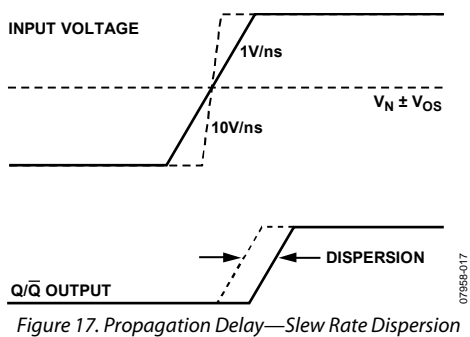 INPUT VOLTAGE
1V/ns
V_N ± V_OS
10V/ns
DISPERSION
Q/Q̅ OUTPUT
07958-017
Figure 17. Propagation Delay—Slew Rate Dispersion